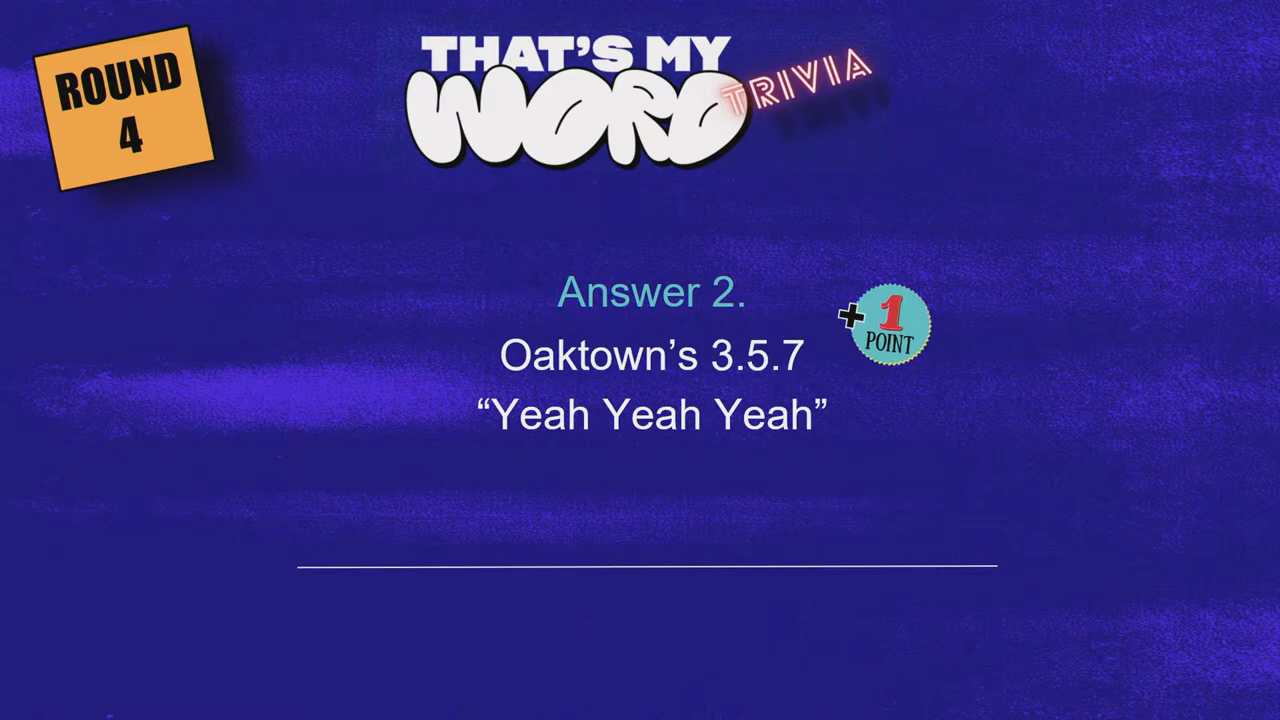 ROUND
4
THAT'S MY
WORD
TRIVIA
Answer 2.
Oaktown's 3.5.7
“Yeah Yeah Yeah”
+ 1
POINT